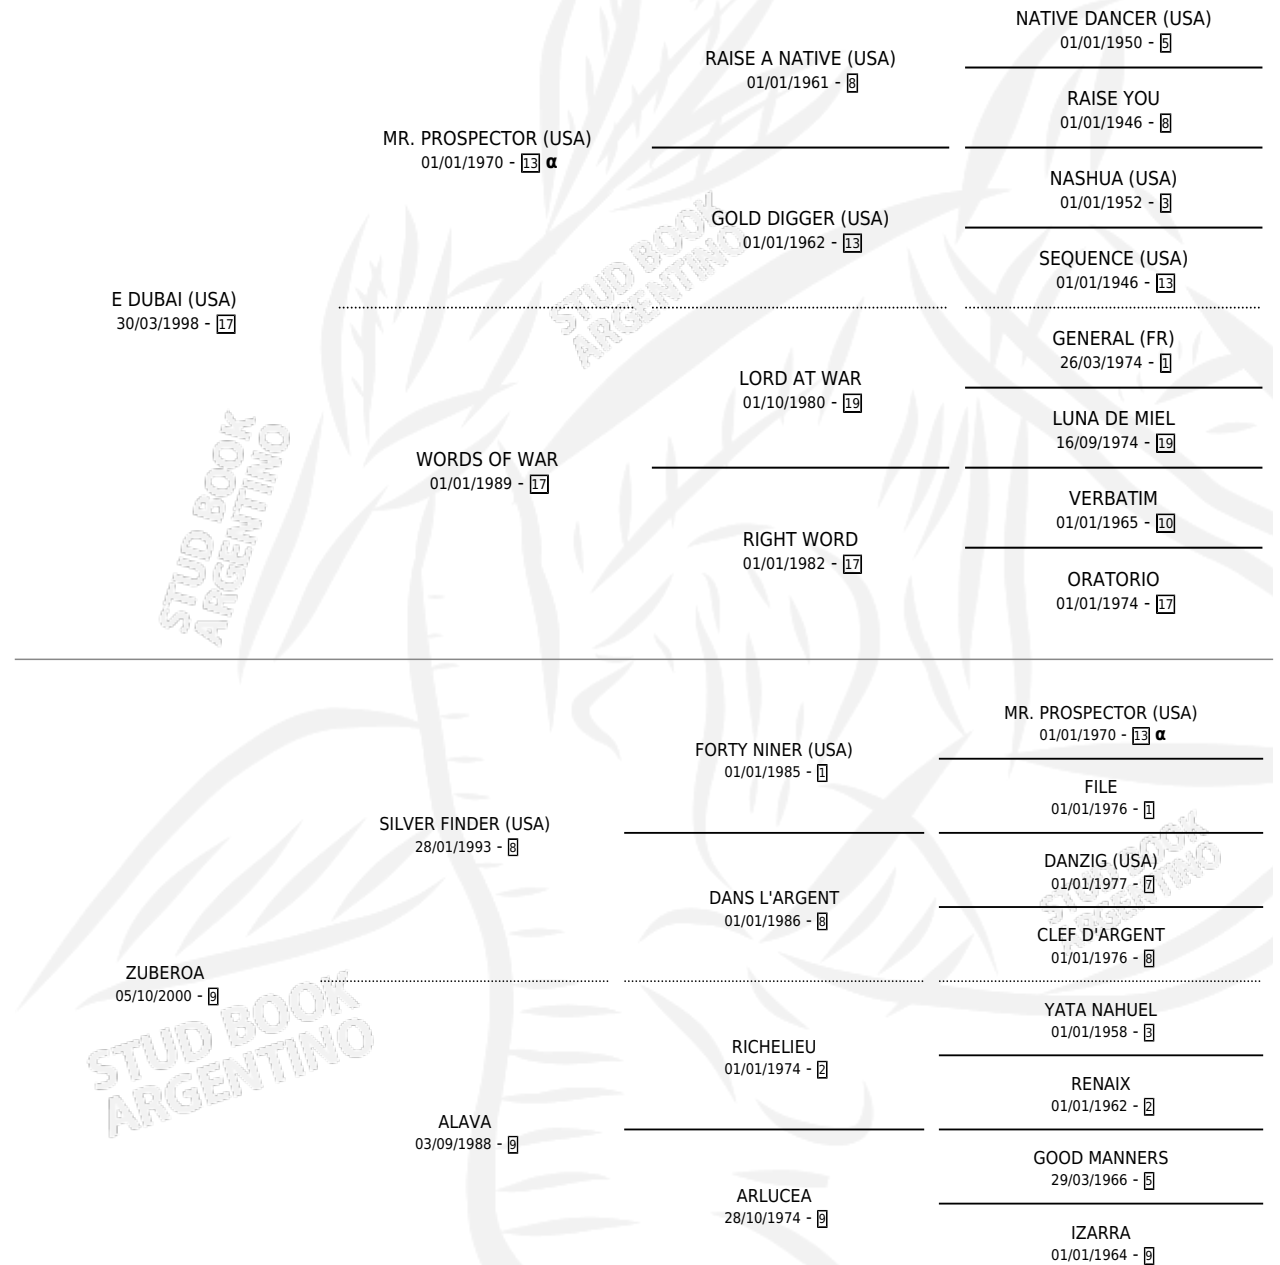 NATIVE DANCER (USA)
01/01/1950 - 5
RAISE A NATIVE (USA)
01/01/1961 - 8
RAISE YOU
01/01/1946 - 8
MR. PROSPECTOR (USA)
01/01/1970 - 13 α
NASHUA (USA)
01/01/1952 - 3
GOLD DIGGER (USA)
01/01/1962 - 13
SEQUENCE (USA)
01/01/1946 - 13
E DUBAI (USA)
30/03/1998 - 17
GENERAL (FR)
26/03/1974 - 1
LORD AT WAR
01/10/1980 - 19
LUNA DE MIEL
16/09/1974 - 19
WORDS OF WAR
01/01/1989 - 17
VERBATIM
01/01/1965 - 10
RIGHT WORD
01/01/1982 - 17
ORATORIO
01/01/1974 - 17
MR. PROSPECTOR (USA)
01/01/1970 - 13 α
FORTY NINER (USA)
01/01/1985 - 1
FILE
01/01/1976 - 1
SILVER FINDER (USA)
28/01/1993 - 8
DANZIG (USA)
01/01/1977 - 7
DANS L'ARGENT
01/01/1986 - 8
CLEF D'ARGENT
01/01/1976 - 8
ZUBEROA
05/10/2000 - 9
YATA NAHUEL
01/01/1958 - 3
RICHELIEU
01/01/1974 - 2
RENAIX
01/01/1962 - 2
ALAVA
03/09/1988 - 9
GOOD MANNERS
29/03/1966 - 5
ARLUCEA
28/10/1974 - 9
IZARRA
01/01/1964 - 9
STUD BOOK
ARGENTINO
STUD BOOK
ARGENTINO
STUD BOOK
ARGENTINO
STUD BOOK
ARGENTINO